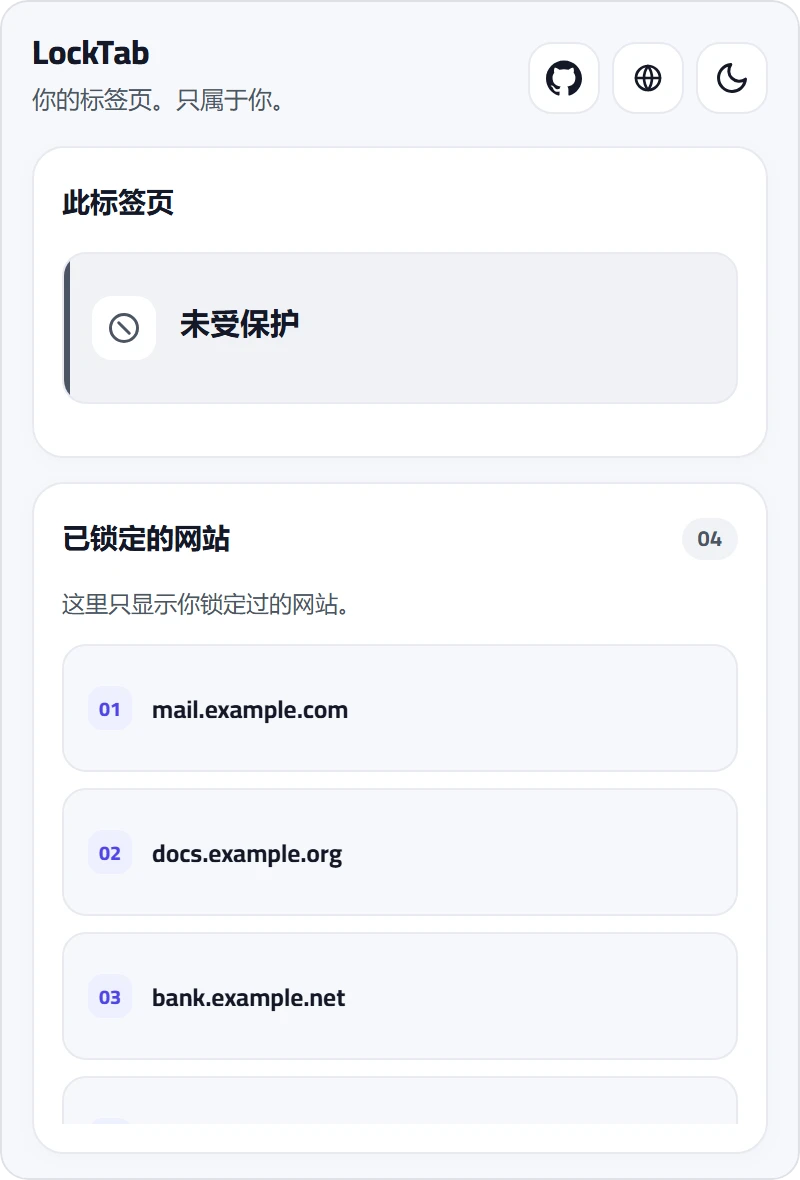 LockTab
你的标签页。只属于你。
此标签页
未受保护
已锁定的网站
04
这里只显示你锁定过的网站。
01 mail.example.com
02 docs.example.org
03 bank.example.net